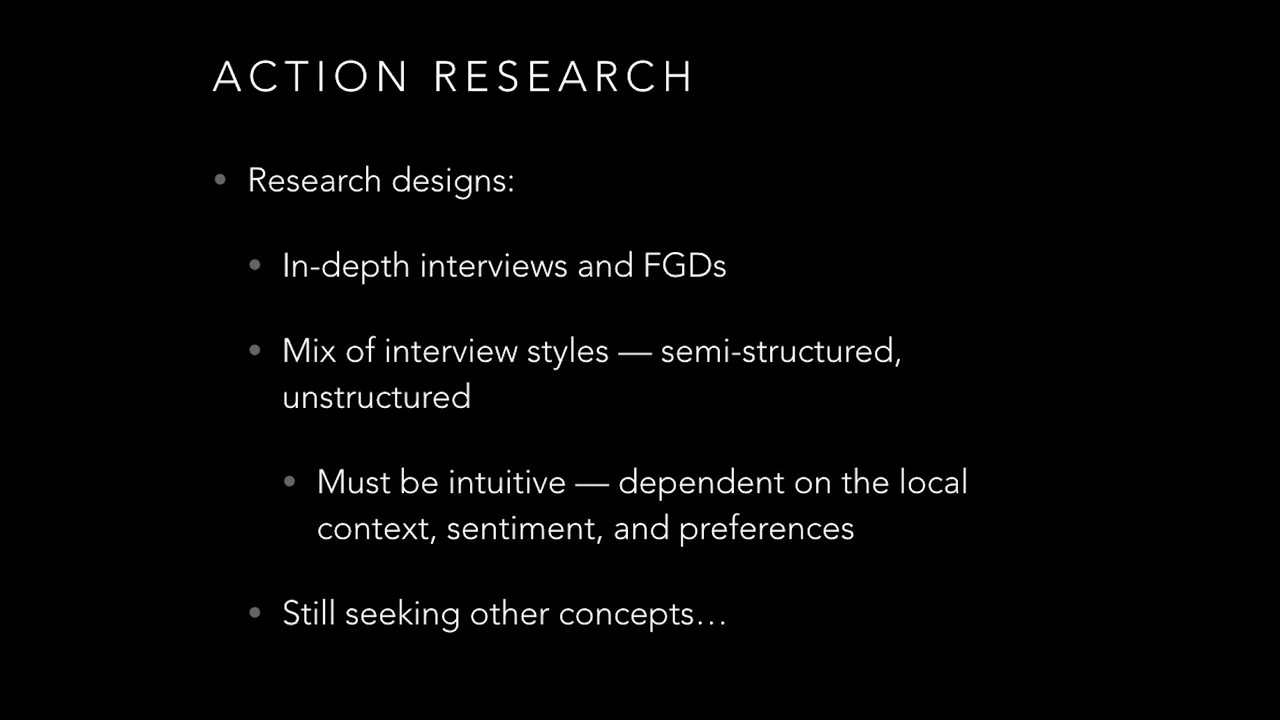 ACTION RESEARCH
• Research designs:
• In-depth interviews and FGDs
• Mix of interview styles — semi-structured,
unstructured
• Must be intuitive — dependent on the local
context, sentiment, and preferences
• Still seeking other concepts…